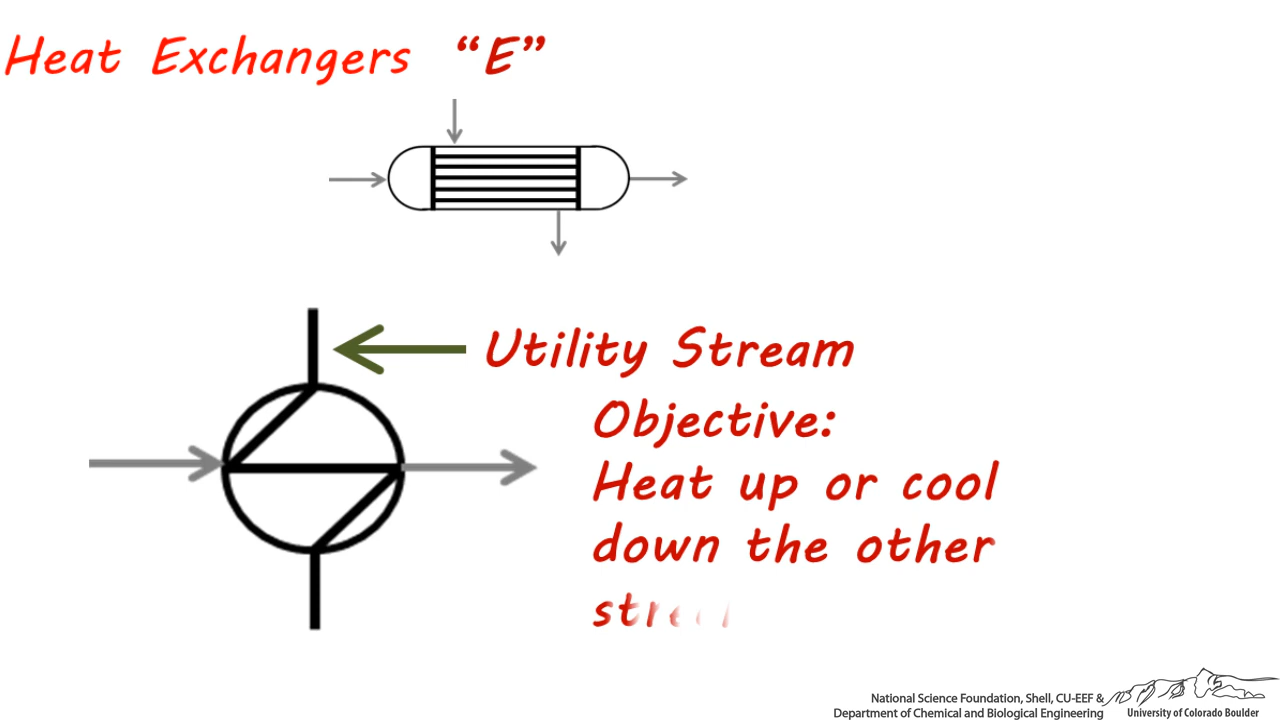 Heat Exchangers “E”
Utility Stream
Objective:
Heat up or cool
down the other
National Science Foundation, Shell, CU-EEF &
Department of Chemical and Biological Engineering
University of Colorado Boulder